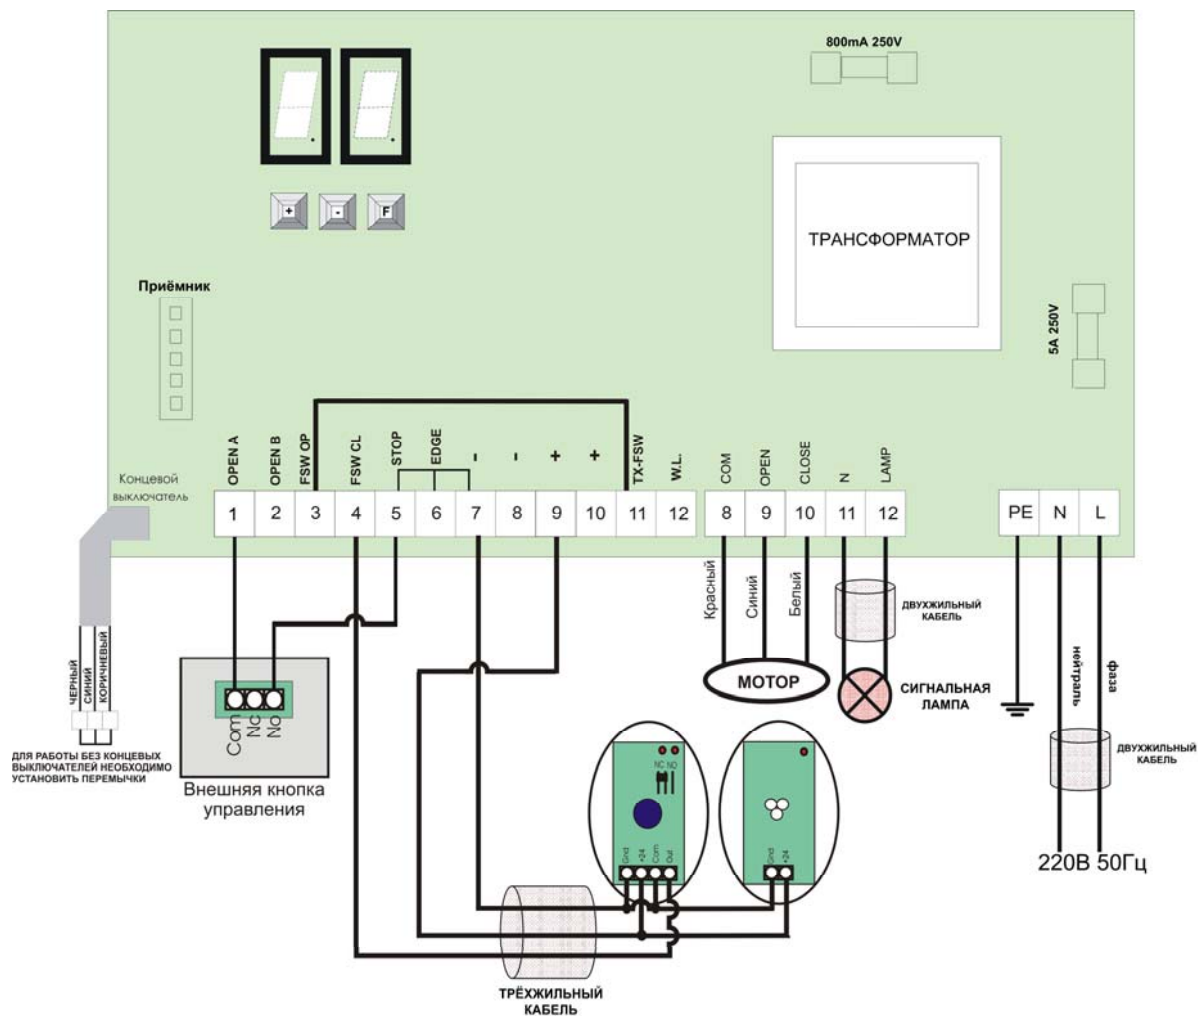 800mA 250V
+
-
F
ТРАНСФОРМАТОР
Приёмник
5A 250V
OPEN A
OPEN B
FSW OP
FSW CL
STOP
EDGE
-
-
+
+
TX-FSW
W.L.
COM
OPEN
CLOSE
N
LAMP
Концевой
выключатель
1
2
3
4
5
6
7
8
9
10
11
12
8
9
10
11
12
PE
N
L
Красный
Синий
Белый
ДВУХЖИЛЬНЫЙ
КАБЕЛЬ
нейтраль
фаза
ЧЕРНЫЙ
СИНИЙ
КОРИЧНЕВЫЙ
МОТОР
СИГНАЛЬНАЯ
ЛАМПА
Com
Nc
No
ДЛЯ РАБОТЫ БЕЗ КОНЦЕВЫХ
ВЫКЛЮЧАТЕЛЕЙ НЕОБХОДИМО
УСТАНОВИТЬ ПЕРЕМЫЧКИ
ДВУХЖИЛЬНЫЙ
КАБЕЛЬ
Внешняя кнопка
управления
NC NO
Gnd
+24
Com
Out
Gnd
+24
220В 50Гц
ТРЁХЖИЛЬНЫЙ
КАБЕЛЬ